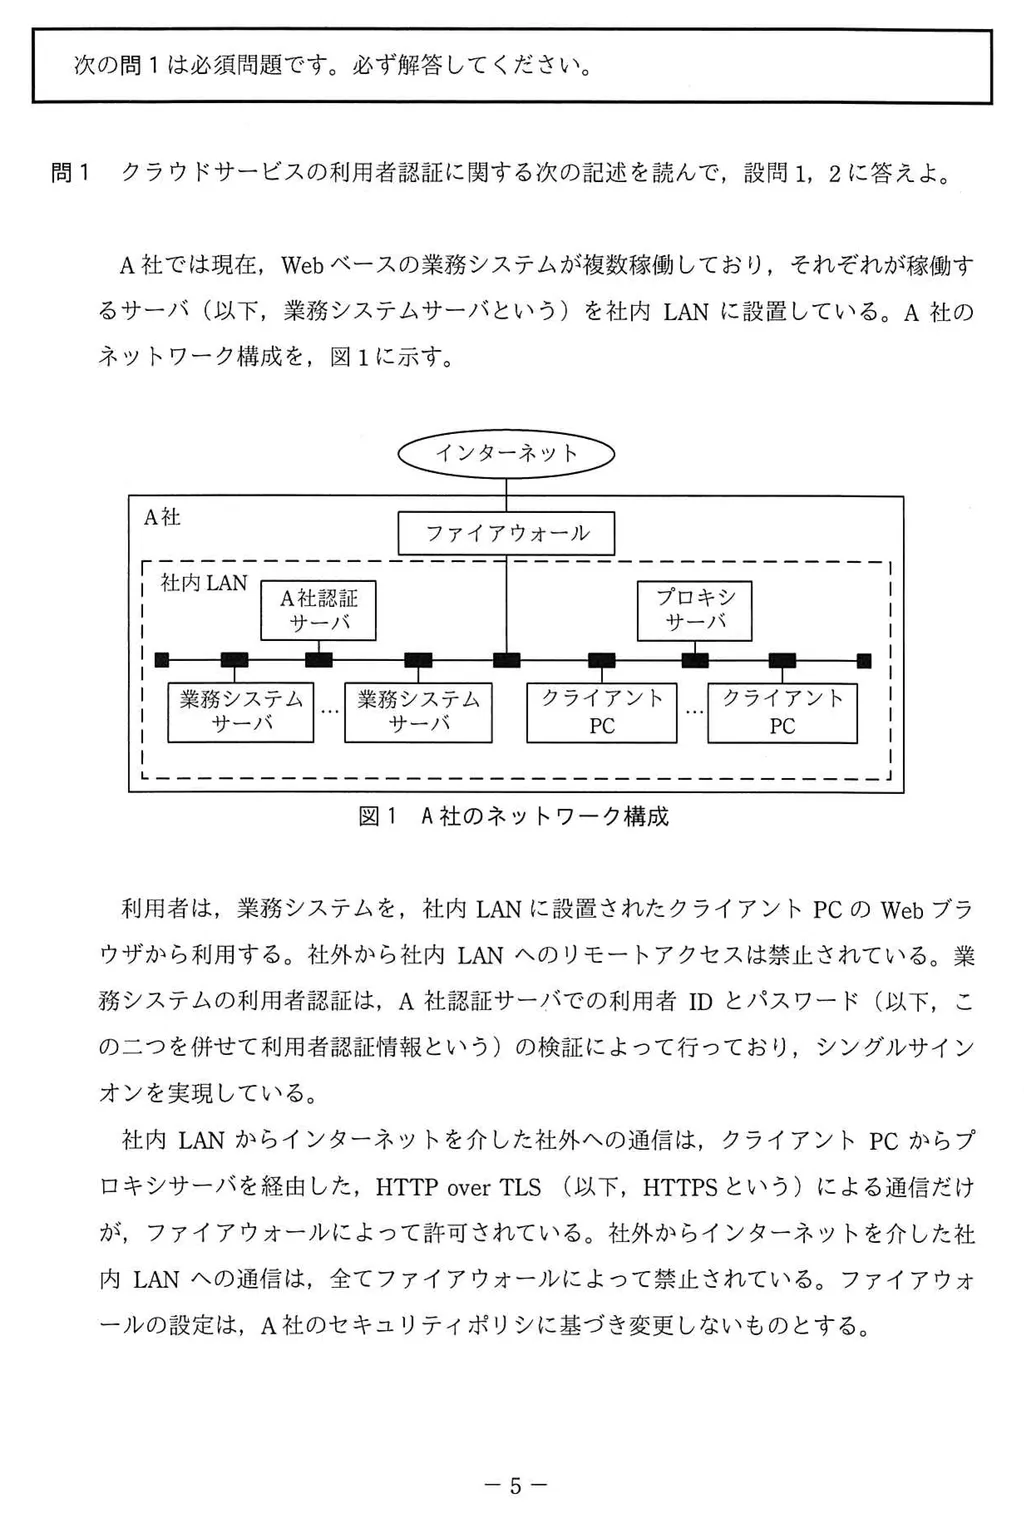 次の問1は必須問題です。必ず解答してください。
問1 クラウドサービスの利用者認証に関する次の記述を読んで，設問1，2に答えよ。
A社では現在，Webベースの業務システムが複数稼働しており，それぞれが稼働す
るサーバ（以下，業務システムサーバという）を社内 LAN に設置している。A 社の
ネットワーク構成を，図1に示す。
インターネット
A社
ファイアウォール
社内 LAN
A社認証
サーバ
プロキシ
サーバ
業務システム
サーバ
…
業務システム
サーバ
クライアント
PC
…
クライアント
PC
図1 A社のネットワーク構成
利用者は，業務システムを，社内 LAN に設置されたクライアント PC の Web ブラ
ウザから利用する。社外から社内 LAN へのリモートアクセスは禁止されている。業
務システムの利用者認証は，A 社認証サーバでの利用者 ID とパスワード（以下，こ
の二つを併せて利用者認証情報という）の検証によって行っており，シングルサイン
オンを実現している。
社内 LAN からインターネットを介した社外への通信は，クライアント PC からプ
ロキシサーバを経由した，HTTP over TLS （以下，HTTPS という）による通信だけ
が，ファイアウォールによって許可されている。社外からインターネットを介した社
内 LAN への通信は，全てファイアウォールによって禁止されている。ファイアウォ
ールの設定は，A社のセキュリティポリシに基づき変更しないものとする。
－ 5 －